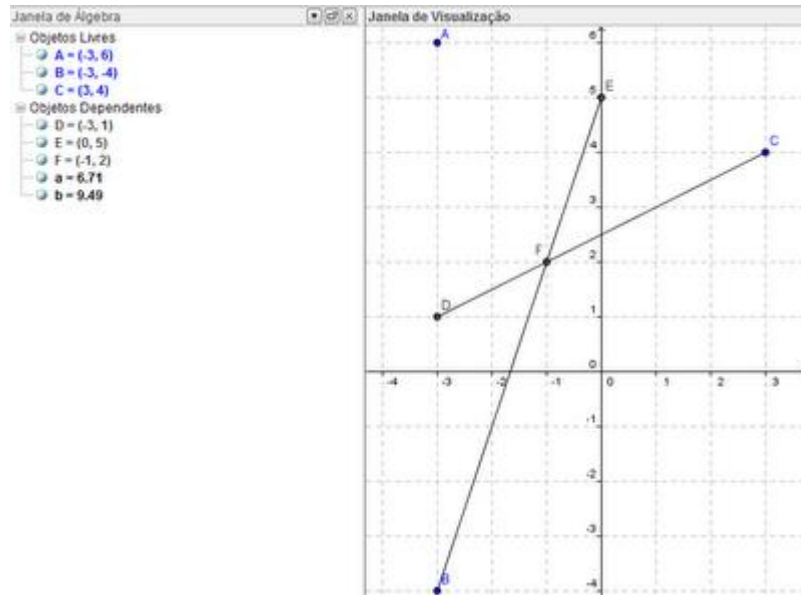 Janela de Álgebra
Objetos Livres
A = (-3, 6)
B = (-3, -4)
C = (3, 4)
Objetos Dependentes
D = (-3, 1)
E = (0, 5)
F = (-1, 2)
a = 6.71
b = 9.49
Janela de Visualização
A
6
E
5
C
4
3
F
2
D
1
0
-4 -3 -2 -1 0 1 2 3
-1
-2
-3
B
-4